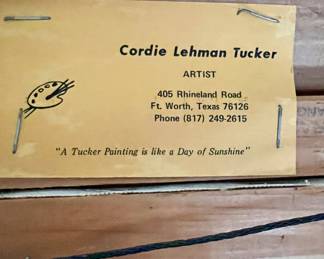 Cordie Lehman Tucker
ARTIST
405 Rhineland Road
Ft. Worth, Texas 76126
Phone (817) 249-2615
"A Tucker Painting is like a Day of Sunshine"